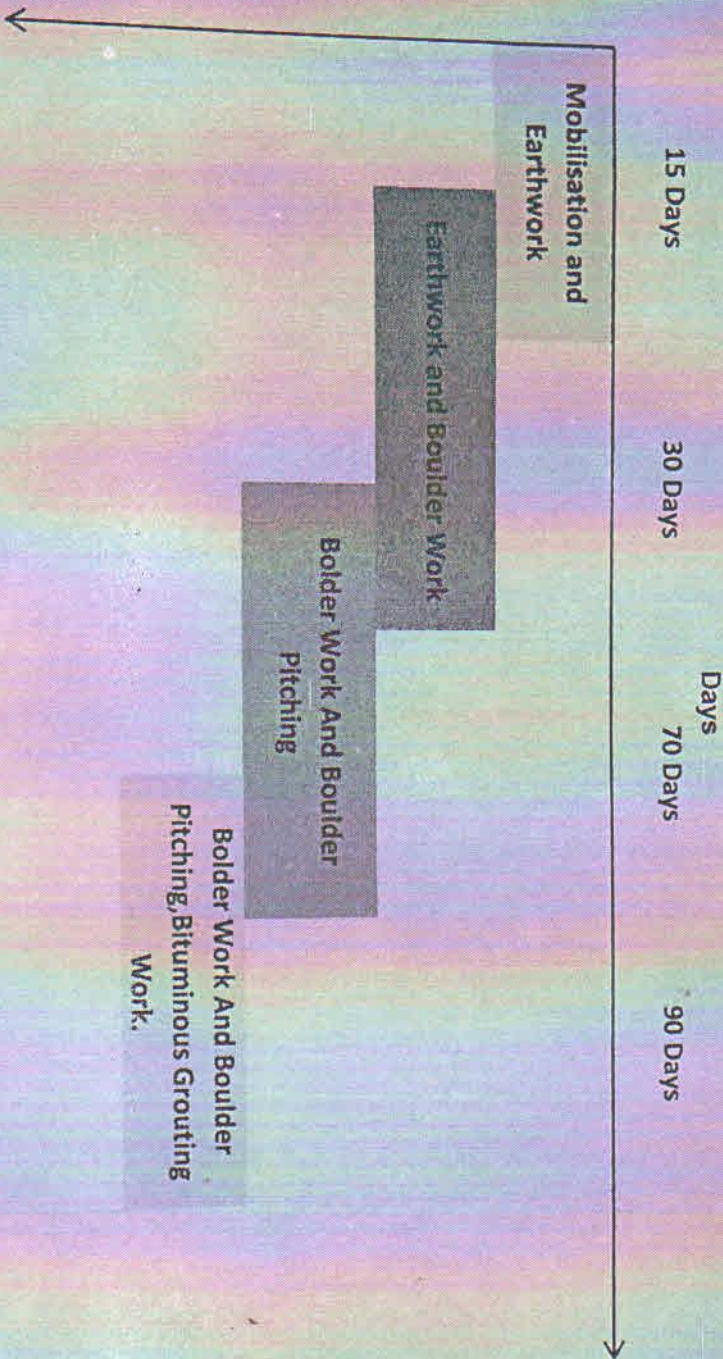 Days
15 Days 30 Days 70 Days 90 Days
Mobilisation and
Earthwork
Earthwork and Boulder Work
Bolder Work And Boulder
Pitching
Bolder Work And Boulder
Pitching,Bituminous Grouting
Work.